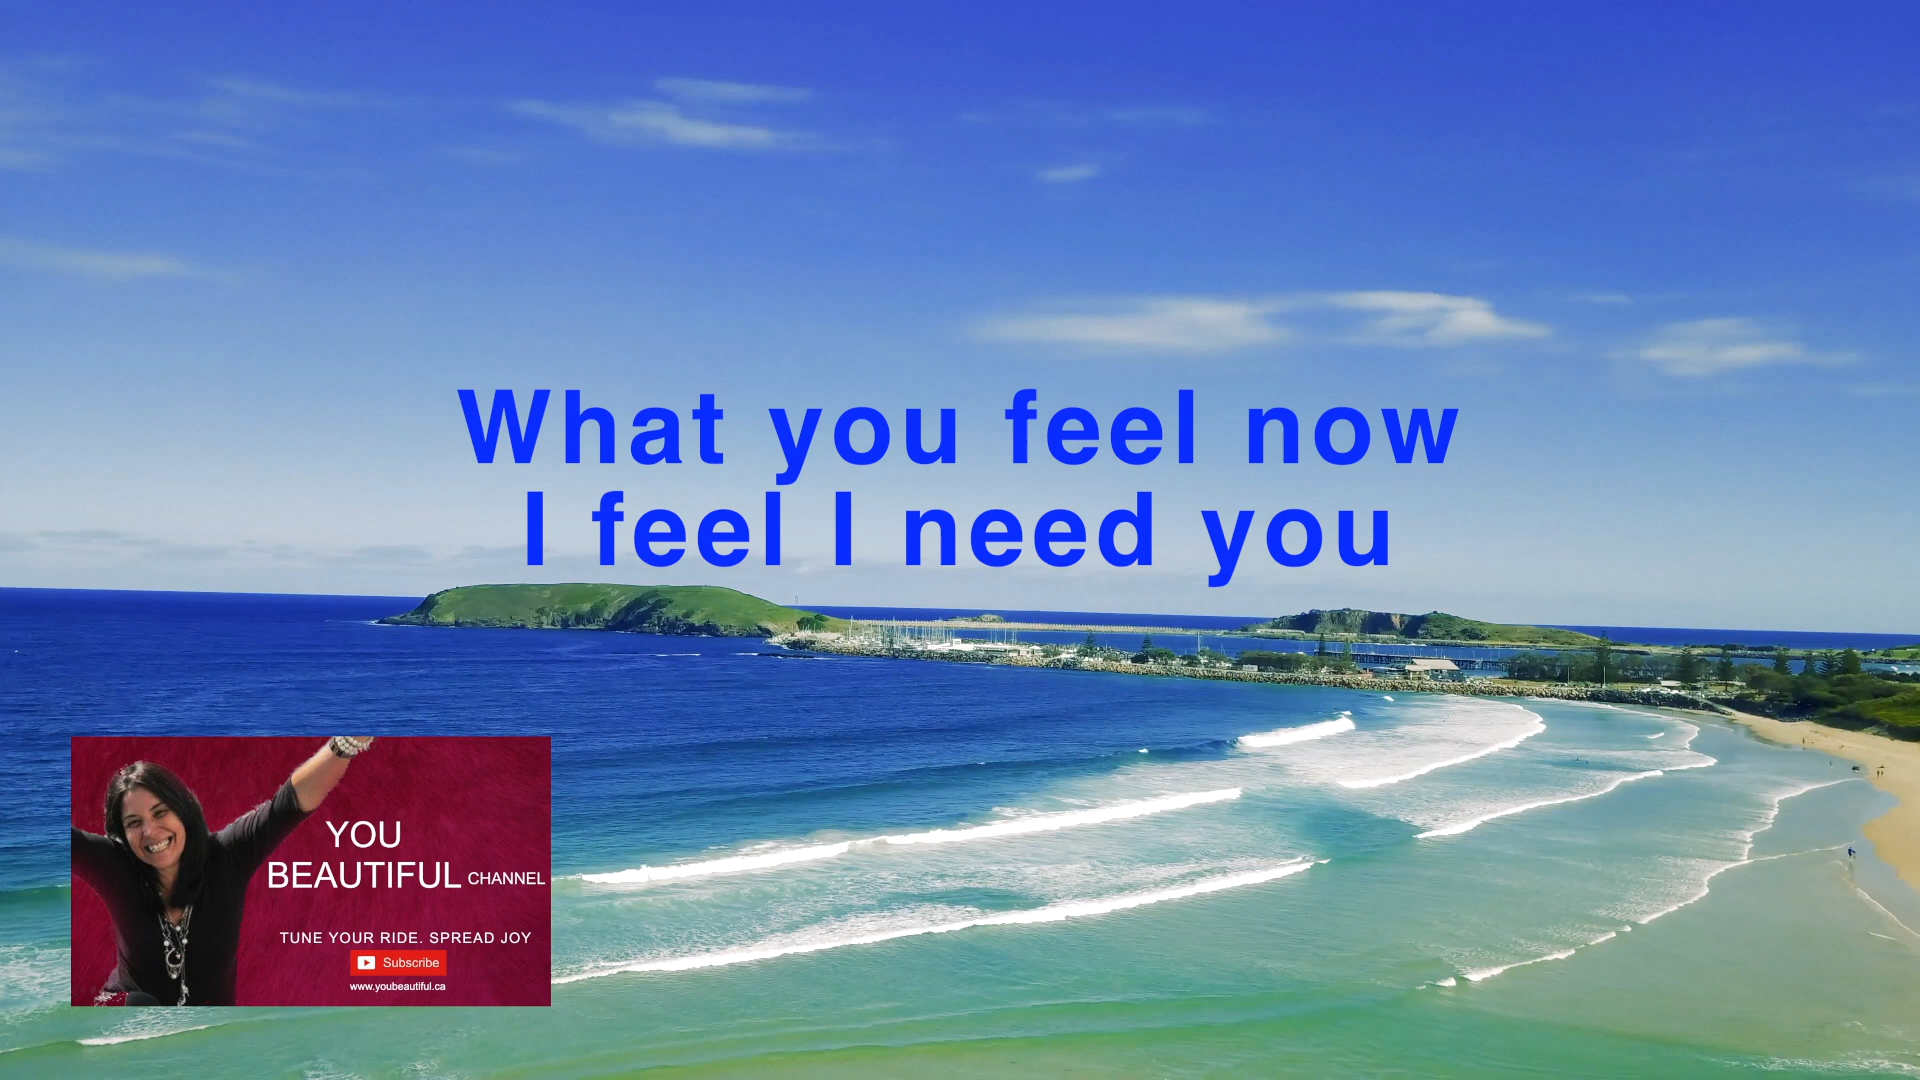 What you feel now
I feel I need you
YOU
BEAUTIFUL CHANNEL
TUNE YOUR RIDE. SPREAD JOY
Subscribe
www.youbeautiful.ca